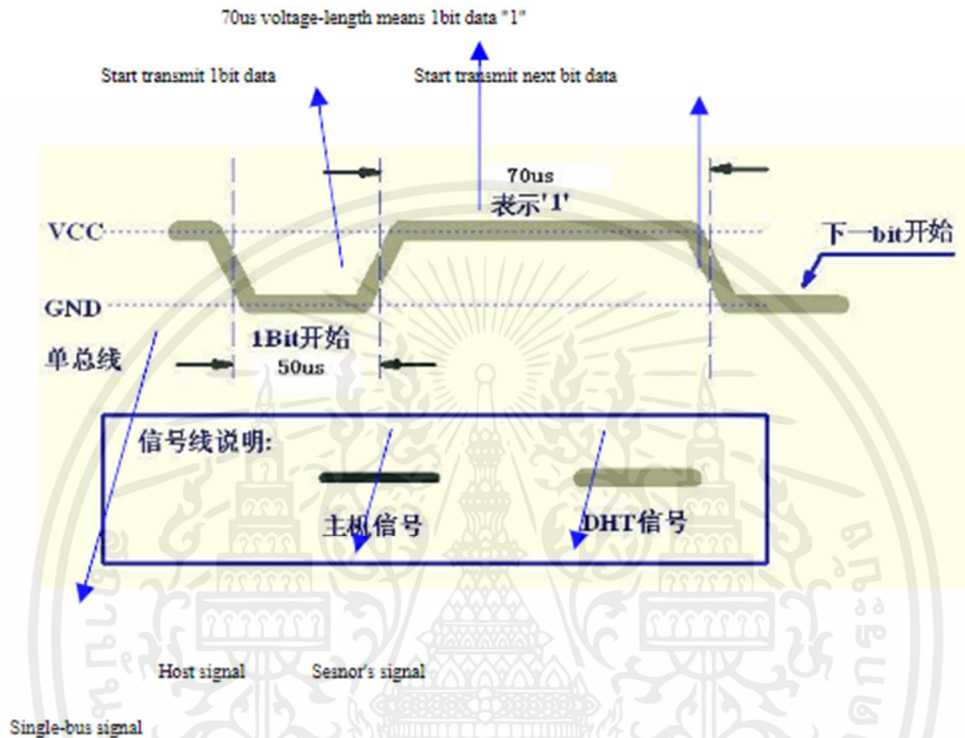 70us voltage-length means 1bit data "1"
Start transmit 1bit data
Start transmit next bit data
70us
表示'1'
VCC
下一bit开始
GND
1Bit开始
单总线
50us
信号线说明:
主机信号
DHT信号
Host signal
Sesnor's signal
Single-bus signal